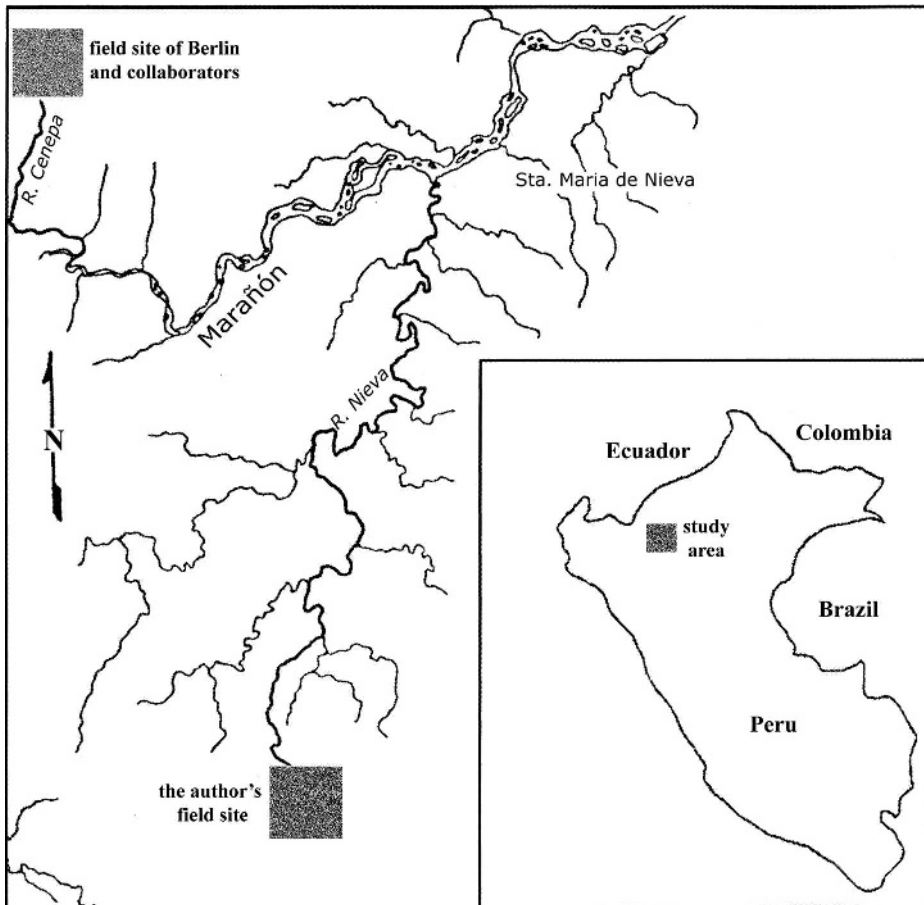 field site of Berlin
and collaborators
R. Cenepa
Sta. Maria de Nieva
Marañón
R. Nieva
N
Ecuador
Colombia
study
area
Brazil
Peru
the author's
field site